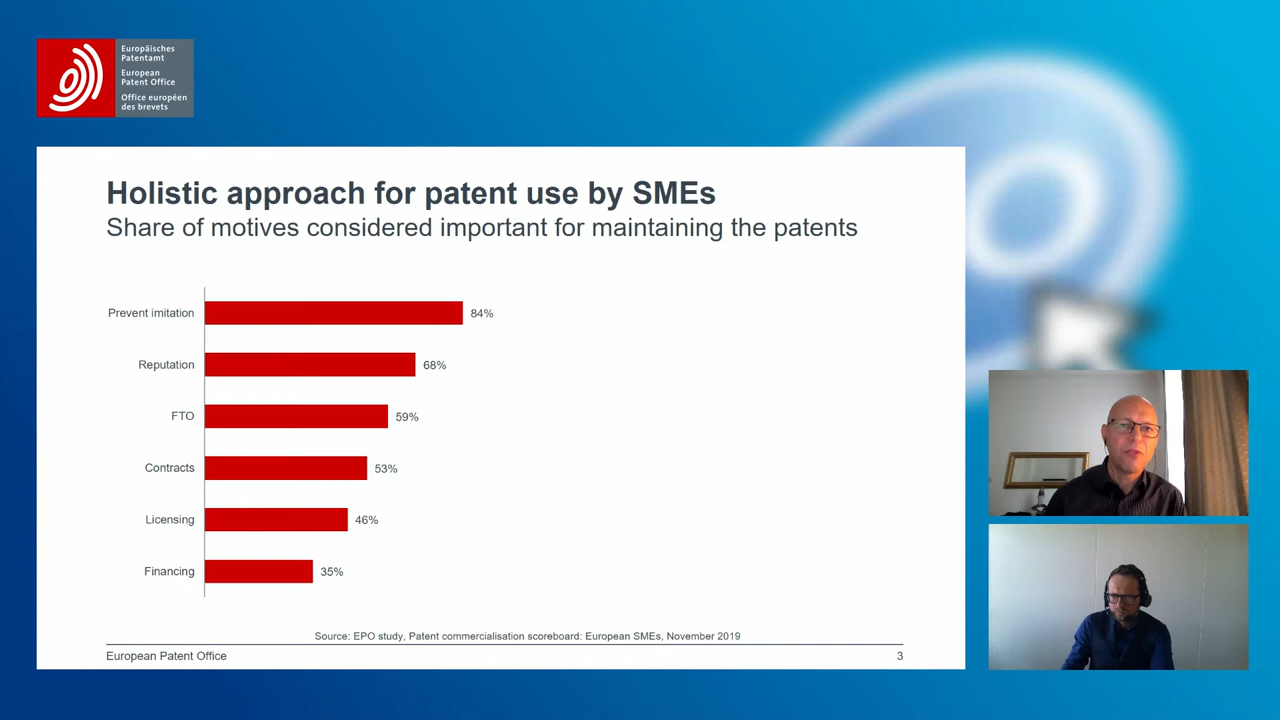 Europäisches
Patentamt
European
Patent Office
Office européen
des brevets
Holistic approach for patent use by SMEs
Share of motives considered important for maintaining the patents
Prevent imitation 84%
Reputation 68%
FTO 59%
Contracts 53%
Licensing 46%
Financing 35%
Source: EPO study, Patent commercialisation scoreboard: European SMEs, November 2019
European Patent Office 3